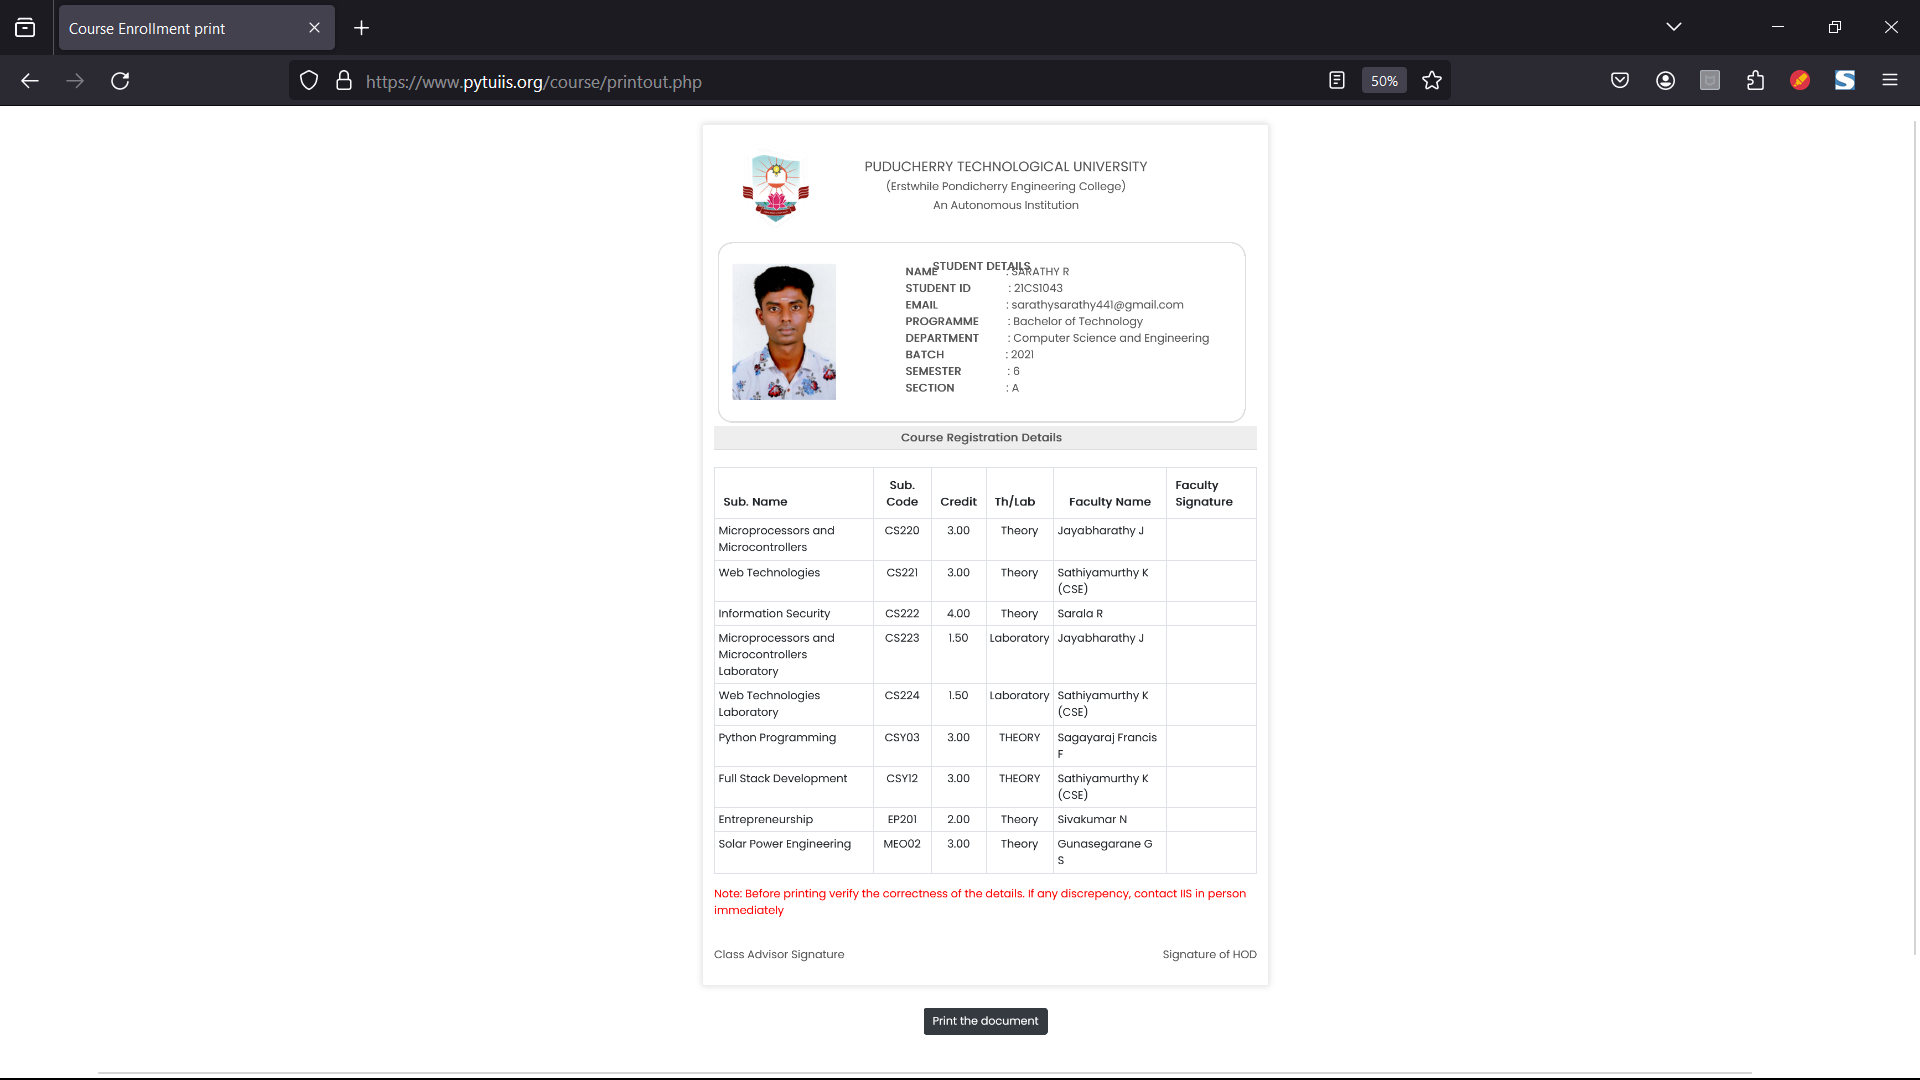 Course Enrollment print
https://www.pytuiis.org/course/printout.php
50%
PUDUCHERRY TECHNOLOGICAL UNIVERSITY
(Erstwhile Pondicherry Engineering College)
An Autonomous Institution
STUDENT DETAILS
NAME : SARATHY R
STUDENT ID : 21CS1043
EMAIL : sarathysarathy441@gmail.com
PROGRAMME : Bachelor of Technology
DEPARTMENT : Computer Science and Engineering
BATCH : 2021
SEMESTER : 6
SECTION : A
Course Registration Details
Sub. Name Sub. Code Credit Th/Lab Faculty Name Faculty Signature
Microprocessors and CS220 3.00 Theory Jayabharathy J
Microcontrollers
Web Technologies CS221 3.00 Theory Sathiyamurthy K
(CSE)
Information Security CS222 4.00 Theory Sarala R
Microprocessors and CS223 1.50 Laboratory Jayabharathy J
Microcontrollers
Laboratory
Web Technologies CS224 1.50 Laboratory Sathiyamurthy K
Laboratory (CSE)
Python Programming CSY03 3.00 THEORY Sagayaraj Francis
F
Full Stack Development CSY12 3.00 THEORY Sathiyamurthy K
(CSE)
Entrepreneurship EP201 2.00 Theory Sivakumar N
Solar Power Engineering MEO02 3.00 Theory Gunasegarane G
S
Note: Before printing verify the correctness of the details. If any discrepancy, contact IIS in person
immediately
Class Advisor Signature Signature of HOD
Print the document